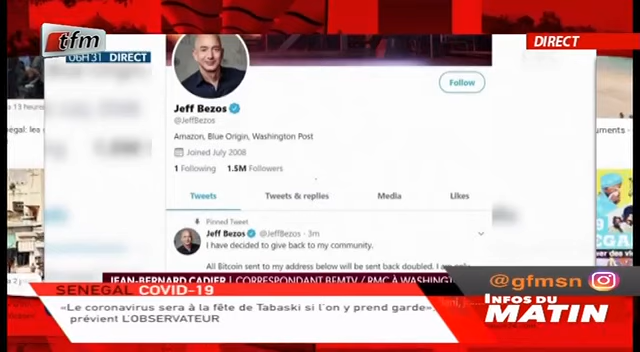 tfm
06H31 DIRECT
DIRECT
Follow
Jeff Bezos
@JeffBezos
Amazon, Blue Origin, Washington Post
Joined July 2008
1 Following 1.5M Followers
Tweets Tweets & replies Media Likes
Pinned Tweet
Jeff Bezos @JeffBezos · 3m
I have decided to give back to my community.
All Bitcoin sent to my address below will be sent back doubled. I am only
JEAN-BERNARD CADIER | CORRESPONDANT BFMTV / RMC À WASHINGT
@gfmsn
SENEGAL COVID-19
INFOS DU
MATIN
«Le coronavirus sera à la fête de Tabaski si l'on y prend garde»
prévient L'OBSERVATEUR